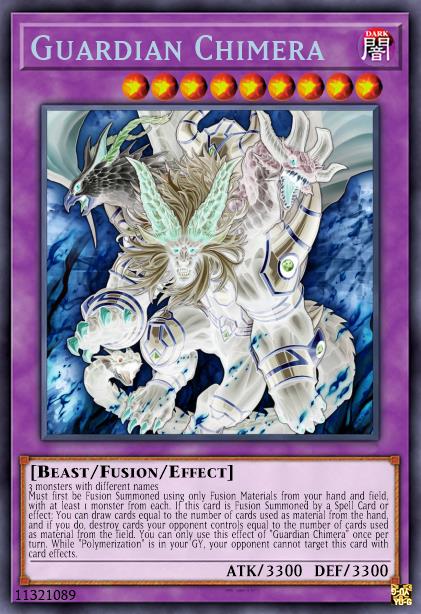 GUARDIAN CHIMERA
DARK
闇
[BEAST/FUSION/EFFECT]
3 monsters with different names
Must first be Fusion Summoned using only Fusion Materials from your hand and field,
with at least 1 monster from each. If this card is Fusion Summoned by a Spell Card or
effect: You can draw cards equal to the number of cards used as material from the hand,
and if you do, destroy cards your opponent controls equal to the number of cards used
as material from the field. You can only use this effect of "Guardian Chimera" once per
turn. While "Polymerization" is in your GY, your opponent cannot target this card with
card effects.
ATK/3300 DEF/3300
11321089